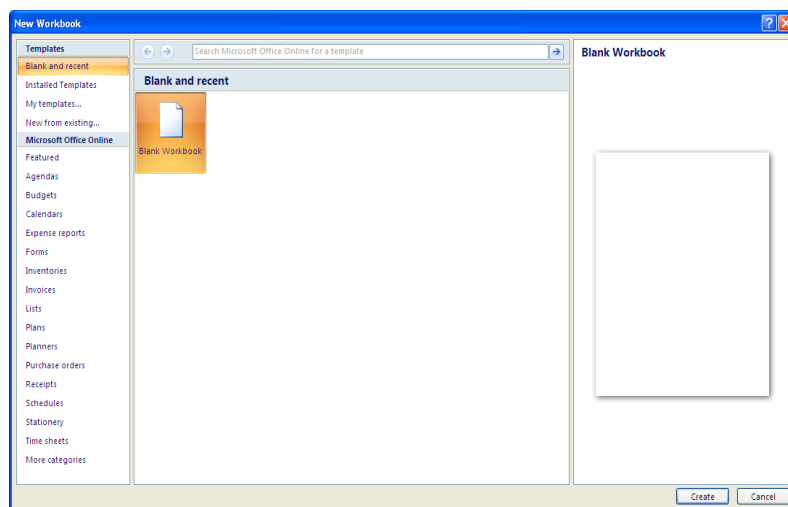 New Workbook
?
Templates
Blank and recent
Installed Templates
My templates...
New from existing...
Microsoft Office Online
Featured
Agendas
Budgets
Calendars
Expense reports
Forms
Inventories
Invoices
Lists
Plans
Planners
Purchase orders
Receipts
Schedules
Stationery
Time sheets
More categories
Search Microsoft Office Online for a template
Blank and recent
Blank Workbook
Blank Workbook
Create
Cancel